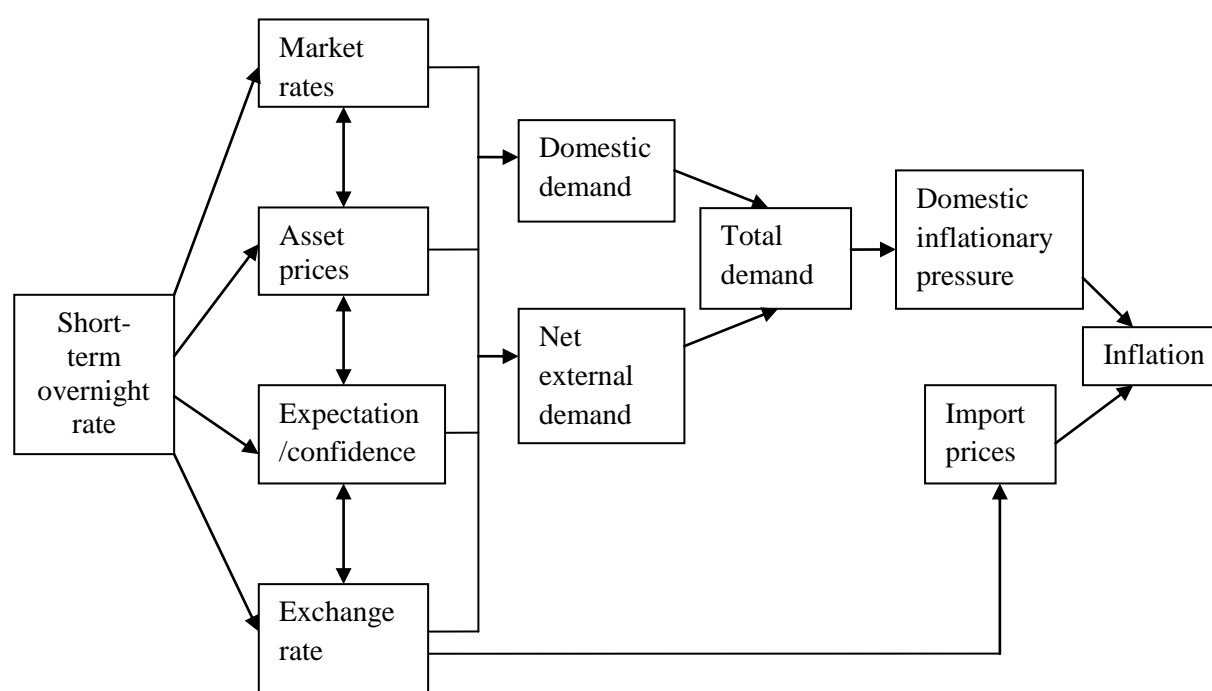 Market
rates
Asset
prices
Short-
term
overnight
rate
Expectation
/confidence
Exchange
rate
Domestic
demand
Net
external
demand
Total
demand
Domestic
inflationary
pressure
Import
prices
Inflation